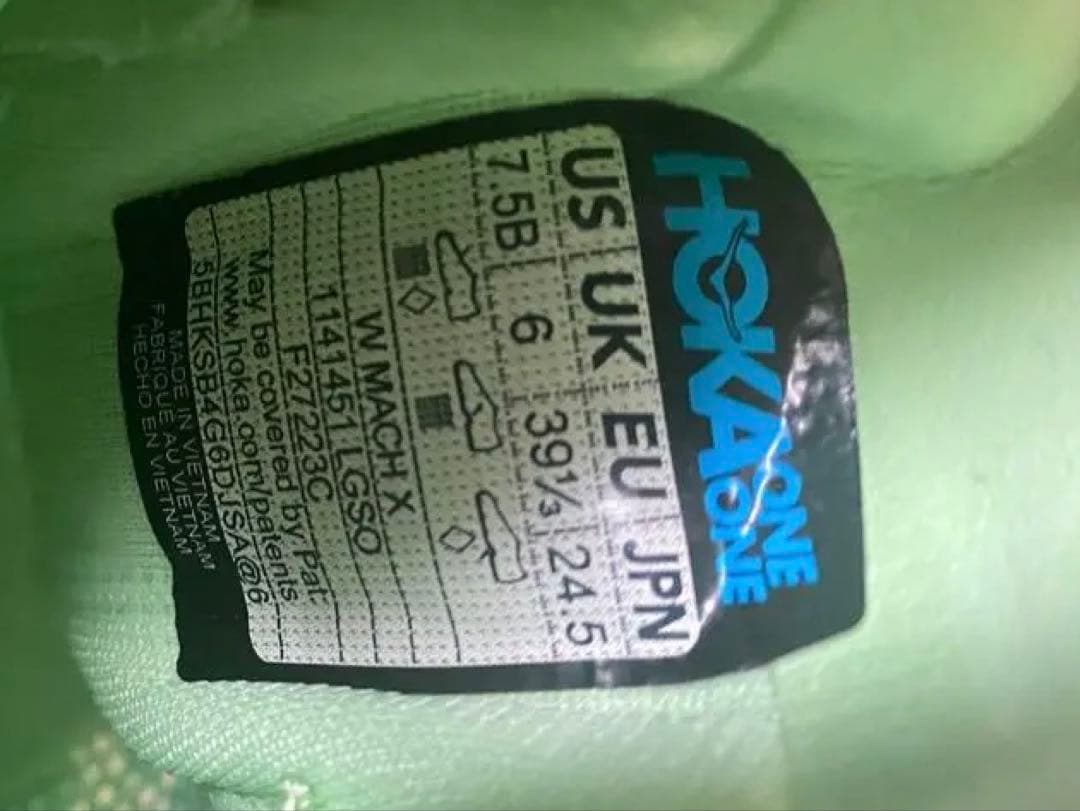 HOKA ONE ONE
US UK EU JPN
7.5B 6 39⅓ 24.5
W MACH X
1141451 LGSO
F27223C
May be covered by Pat.
www.hoka.com/patents
5BHKSB4G6DJSA@6
MADE IN VIETNAM
FABRIQUÉ AU VIETNAM
HECHO EN VIETNAM